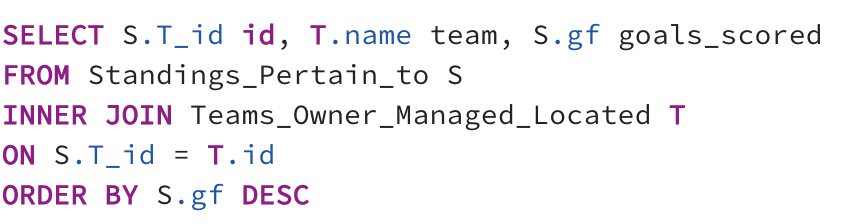 SELECT S.T_id id, T.name team, S.gf goals_scored
FROM Standings_Pertain_to S
INNER JOIN Teams_Owner_Managed_Located T
ON S.T_id = T.id
ORDER BY S.gf DESC